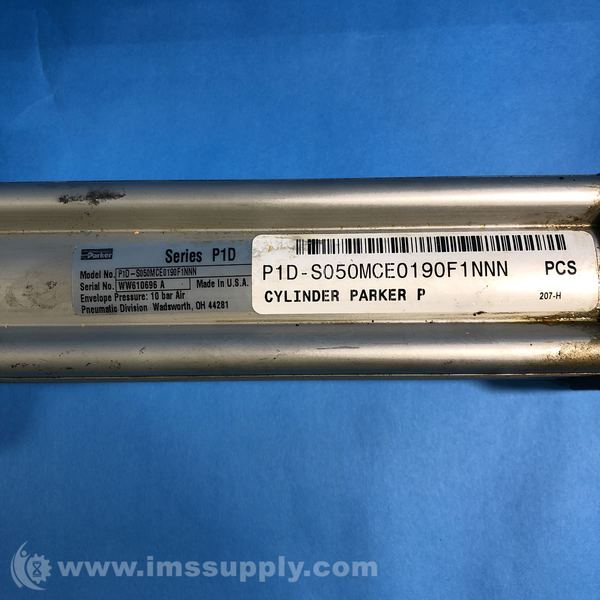 Parker
Series P1D
Model No. P1D-S050MCE0190F1NNN
Serial No. WW610696 A Made In U.S.A.
Envelope Pressure: 10 bar Air
Pneumatic Division Wadsworth, OH 44281
P1D-S050MCE0190F1NNN PCS
CYLINDER PARKER P 207-H
www.imssupply.com